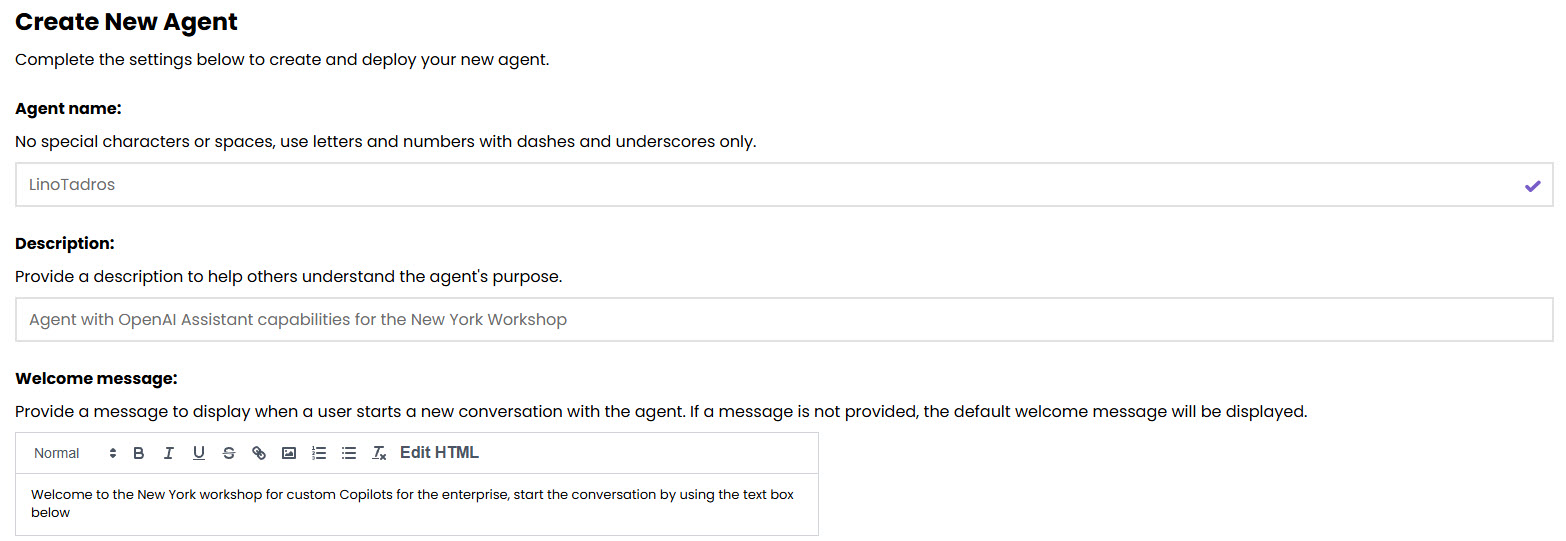 Create New Agent
Complete the settings below to create and deploy your new agent.
Agent name:
No special characters or spaces, use letters and numbers with dashes and underscores only.
LinoTadros
Description:
Provide a description to help others understand the agent's purpose.
Agent with OpenAI Assistant capabilities for the New York Workshop
Welcome message:
Provide a message to display when a user starts a new conversation with the agent. If a message is not provided, the default welcome message will be displayed.
Normal B I U S Edit HTML
Welcome to the New York workshop for custom Copilots for the enterprise, start the conversation by using the text box
below